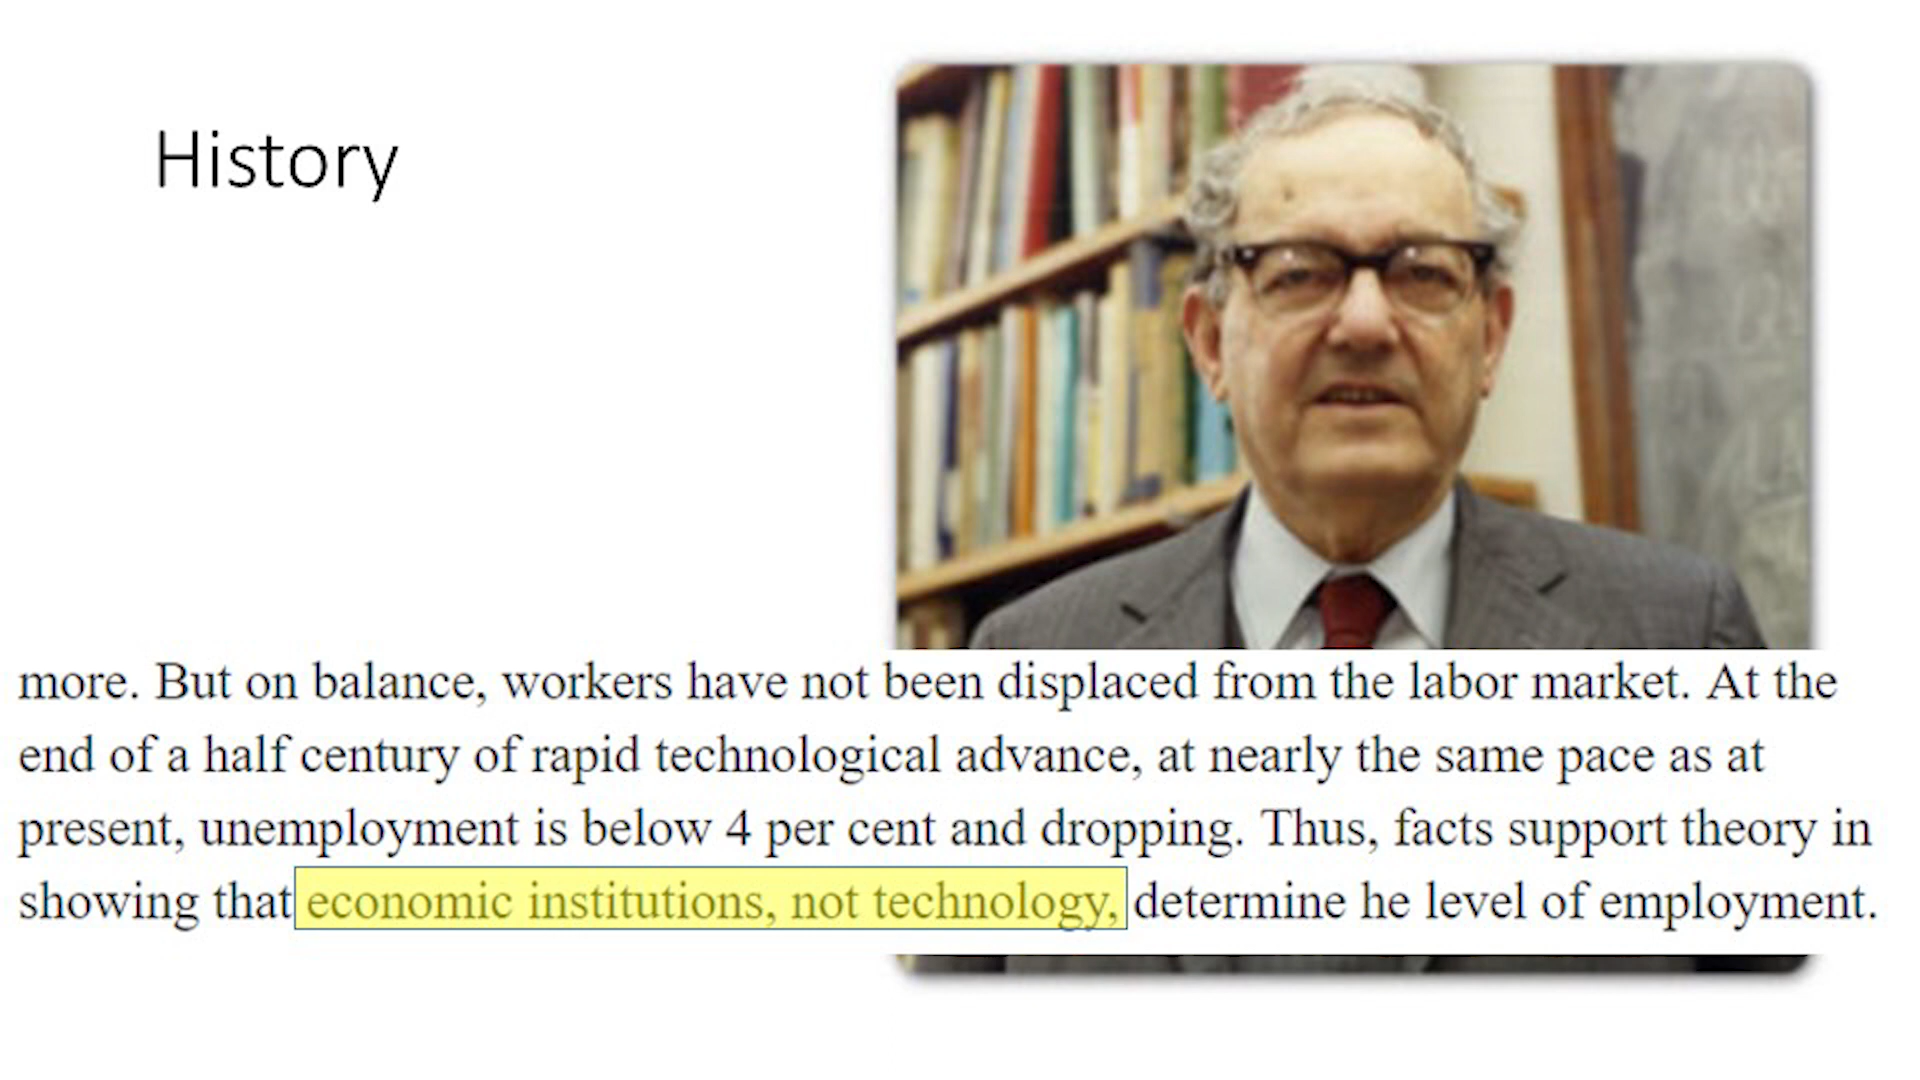 History
more. But on balance, workers have not been displaced from the labor market. At the
end of a half century of rapid technological advance, at nearly the same pace as at
present, unemployment is below 4 per cent and dropping. Thus, facts support theory in
showing that economic institutions, not technology, determine he level of employment.